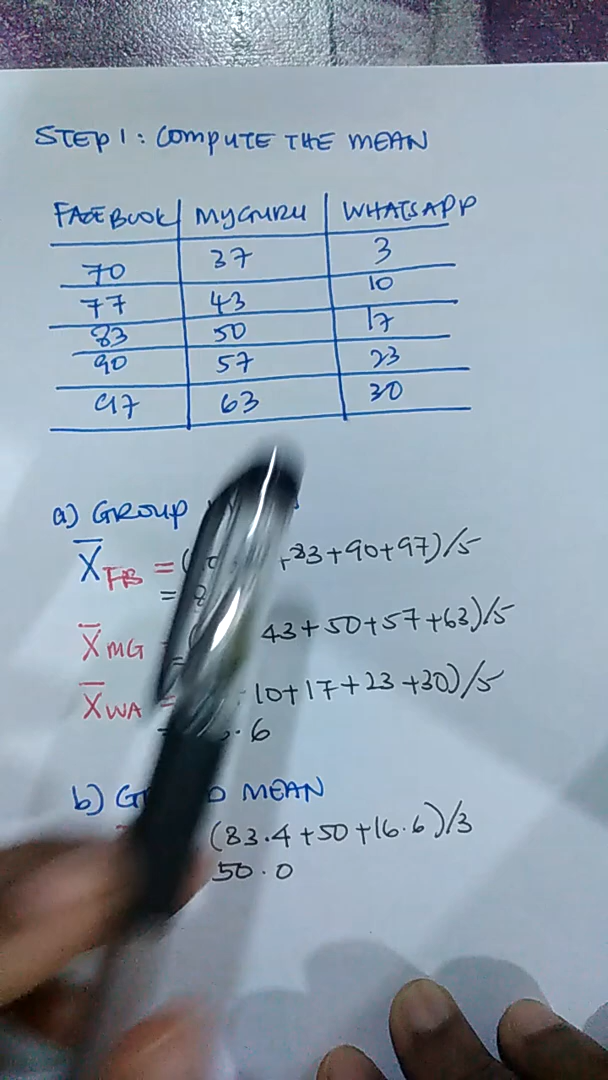 STEP 1: COMPUTE THE MEAN
FACEBOOK MYGURU WHATSAPP
70 37 3
77 43 10
83 50 17
90 57 23
97 63 30
a) GROUP
X̄FB = ( +83+90+97)/5
=
X̄MG 43+50+57+63)/5
X̄WA 10+17+23+30)/5
.6
b) MEAN
(83.4+50+16.6)/3
50.0